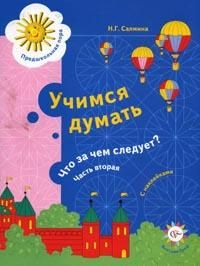 Предшкольная пора
Н.Г. Салмина
Учимся
думать
Что за чем следует?
Часть вторая
С наклейками